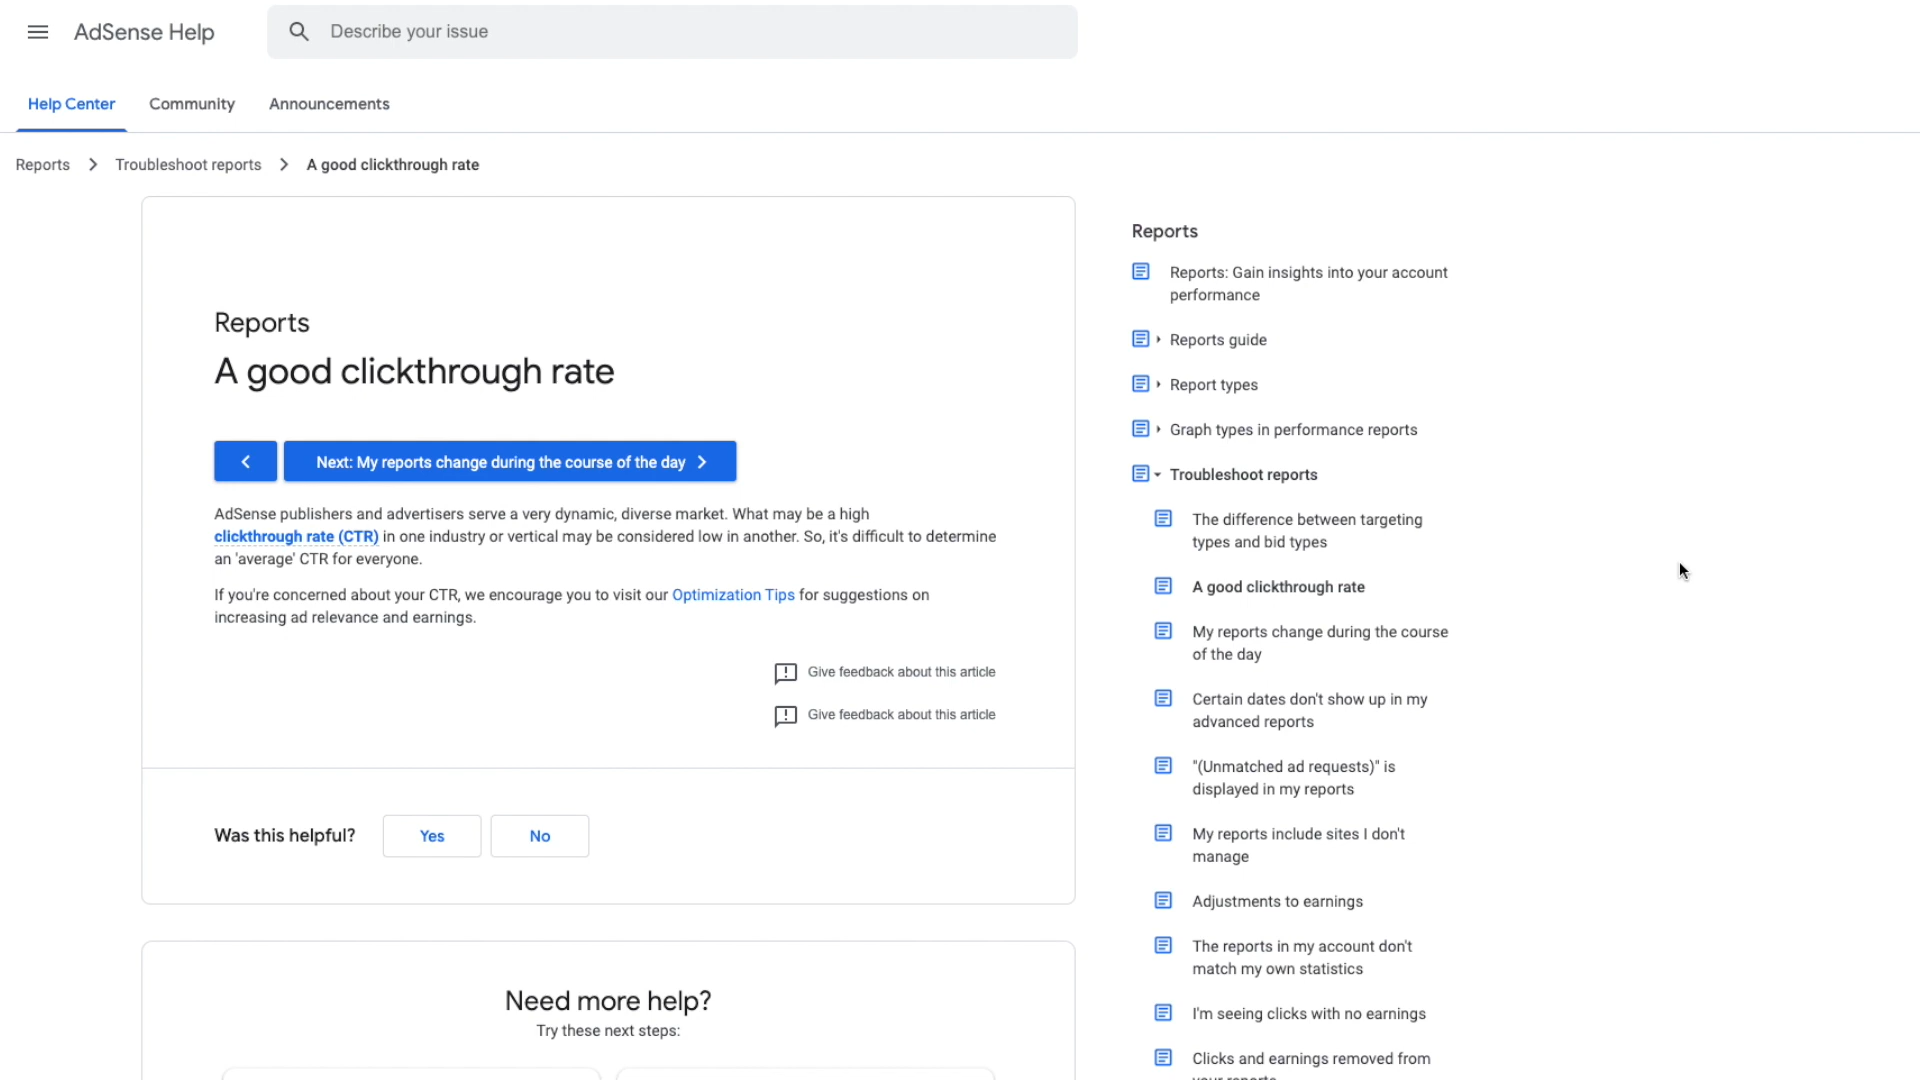 AdSense Help
Describe your issue
Help Center
Community
Announcements
Reports
Troubleshoot reports
A good clickthrough rate
Reports
A good clickthrough rate
Next: My reports change during the course of the day
AdSense publishers and advertisers serve a very dynamic, diverse market. What may be a high
clickthrough rate (CTR) in one industry or vertical may be considered low in another. So, it's difficult to determine
an 'average' CTR for everyone.
If you're concerned about your CTR, we encourage you to visit our Optimization Tips for suggestions on
increasing ad relevance and earnings.
Give feedback about this article
Give feedback about this article
Was this helpful?
Yes
No
Need more help?
Try these next steps:
Reports
Reports: Gain insights into your account
performance
Reports guide
Report types
Graph types in performance reports
Troubleshoot reports
The difference between targeting
types and bid types
A good clickthrough rate
My reports change during the course
of the day
Certain dates don't show up in my
advanced reports
"(Unmatched ad requests)" is
displayed in my reports
My reports include sites I don't
manage
Adjustments to earnings
The reports in my account don't
match my own statistics
I'm seeing clicks with no earnings
Clicks and earnings removed from